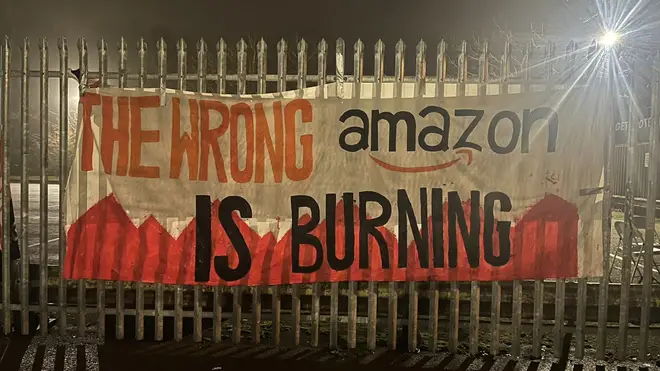 THE WRONG amazon
IS BURNING